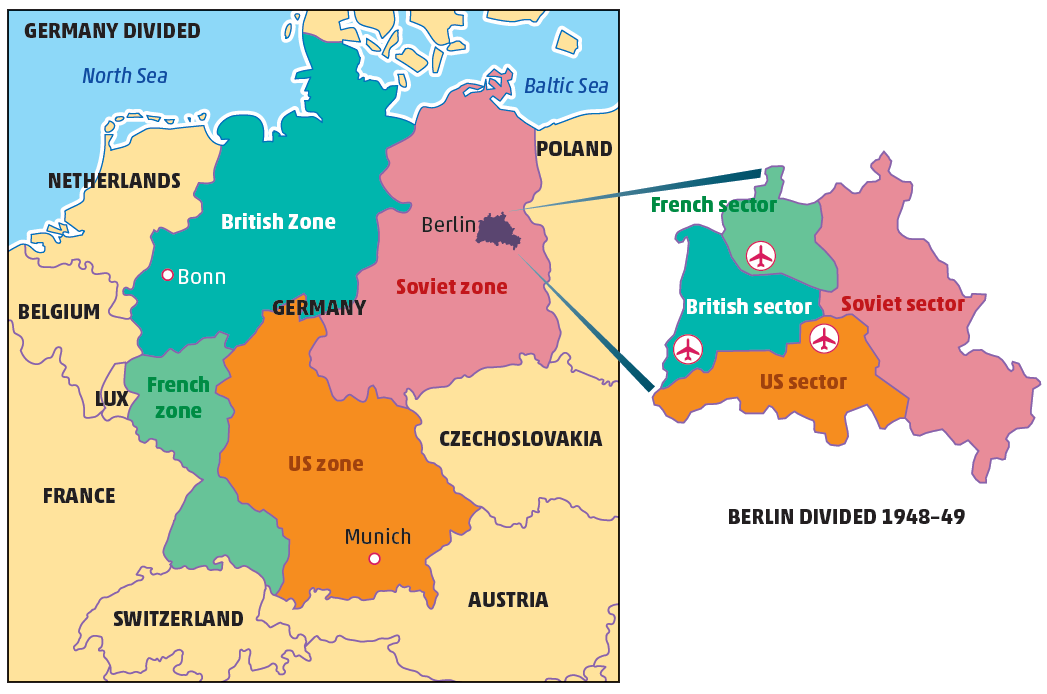 GERMANY DIVIDED
North Sea
Baltic Sea
POLAND
NETHERLANDS
British Zone
Berlin
Bonn
Soviet zone
BELGIUM
GERMANY
French
zone
LUX
CZECHOSLOVAKIA
US zone
FRANCE
Munich
AUSTRIA
SWITZERLAND
French sector
British sector
Soviet sector
US sector
BERLIN DIVIDED 1948–49